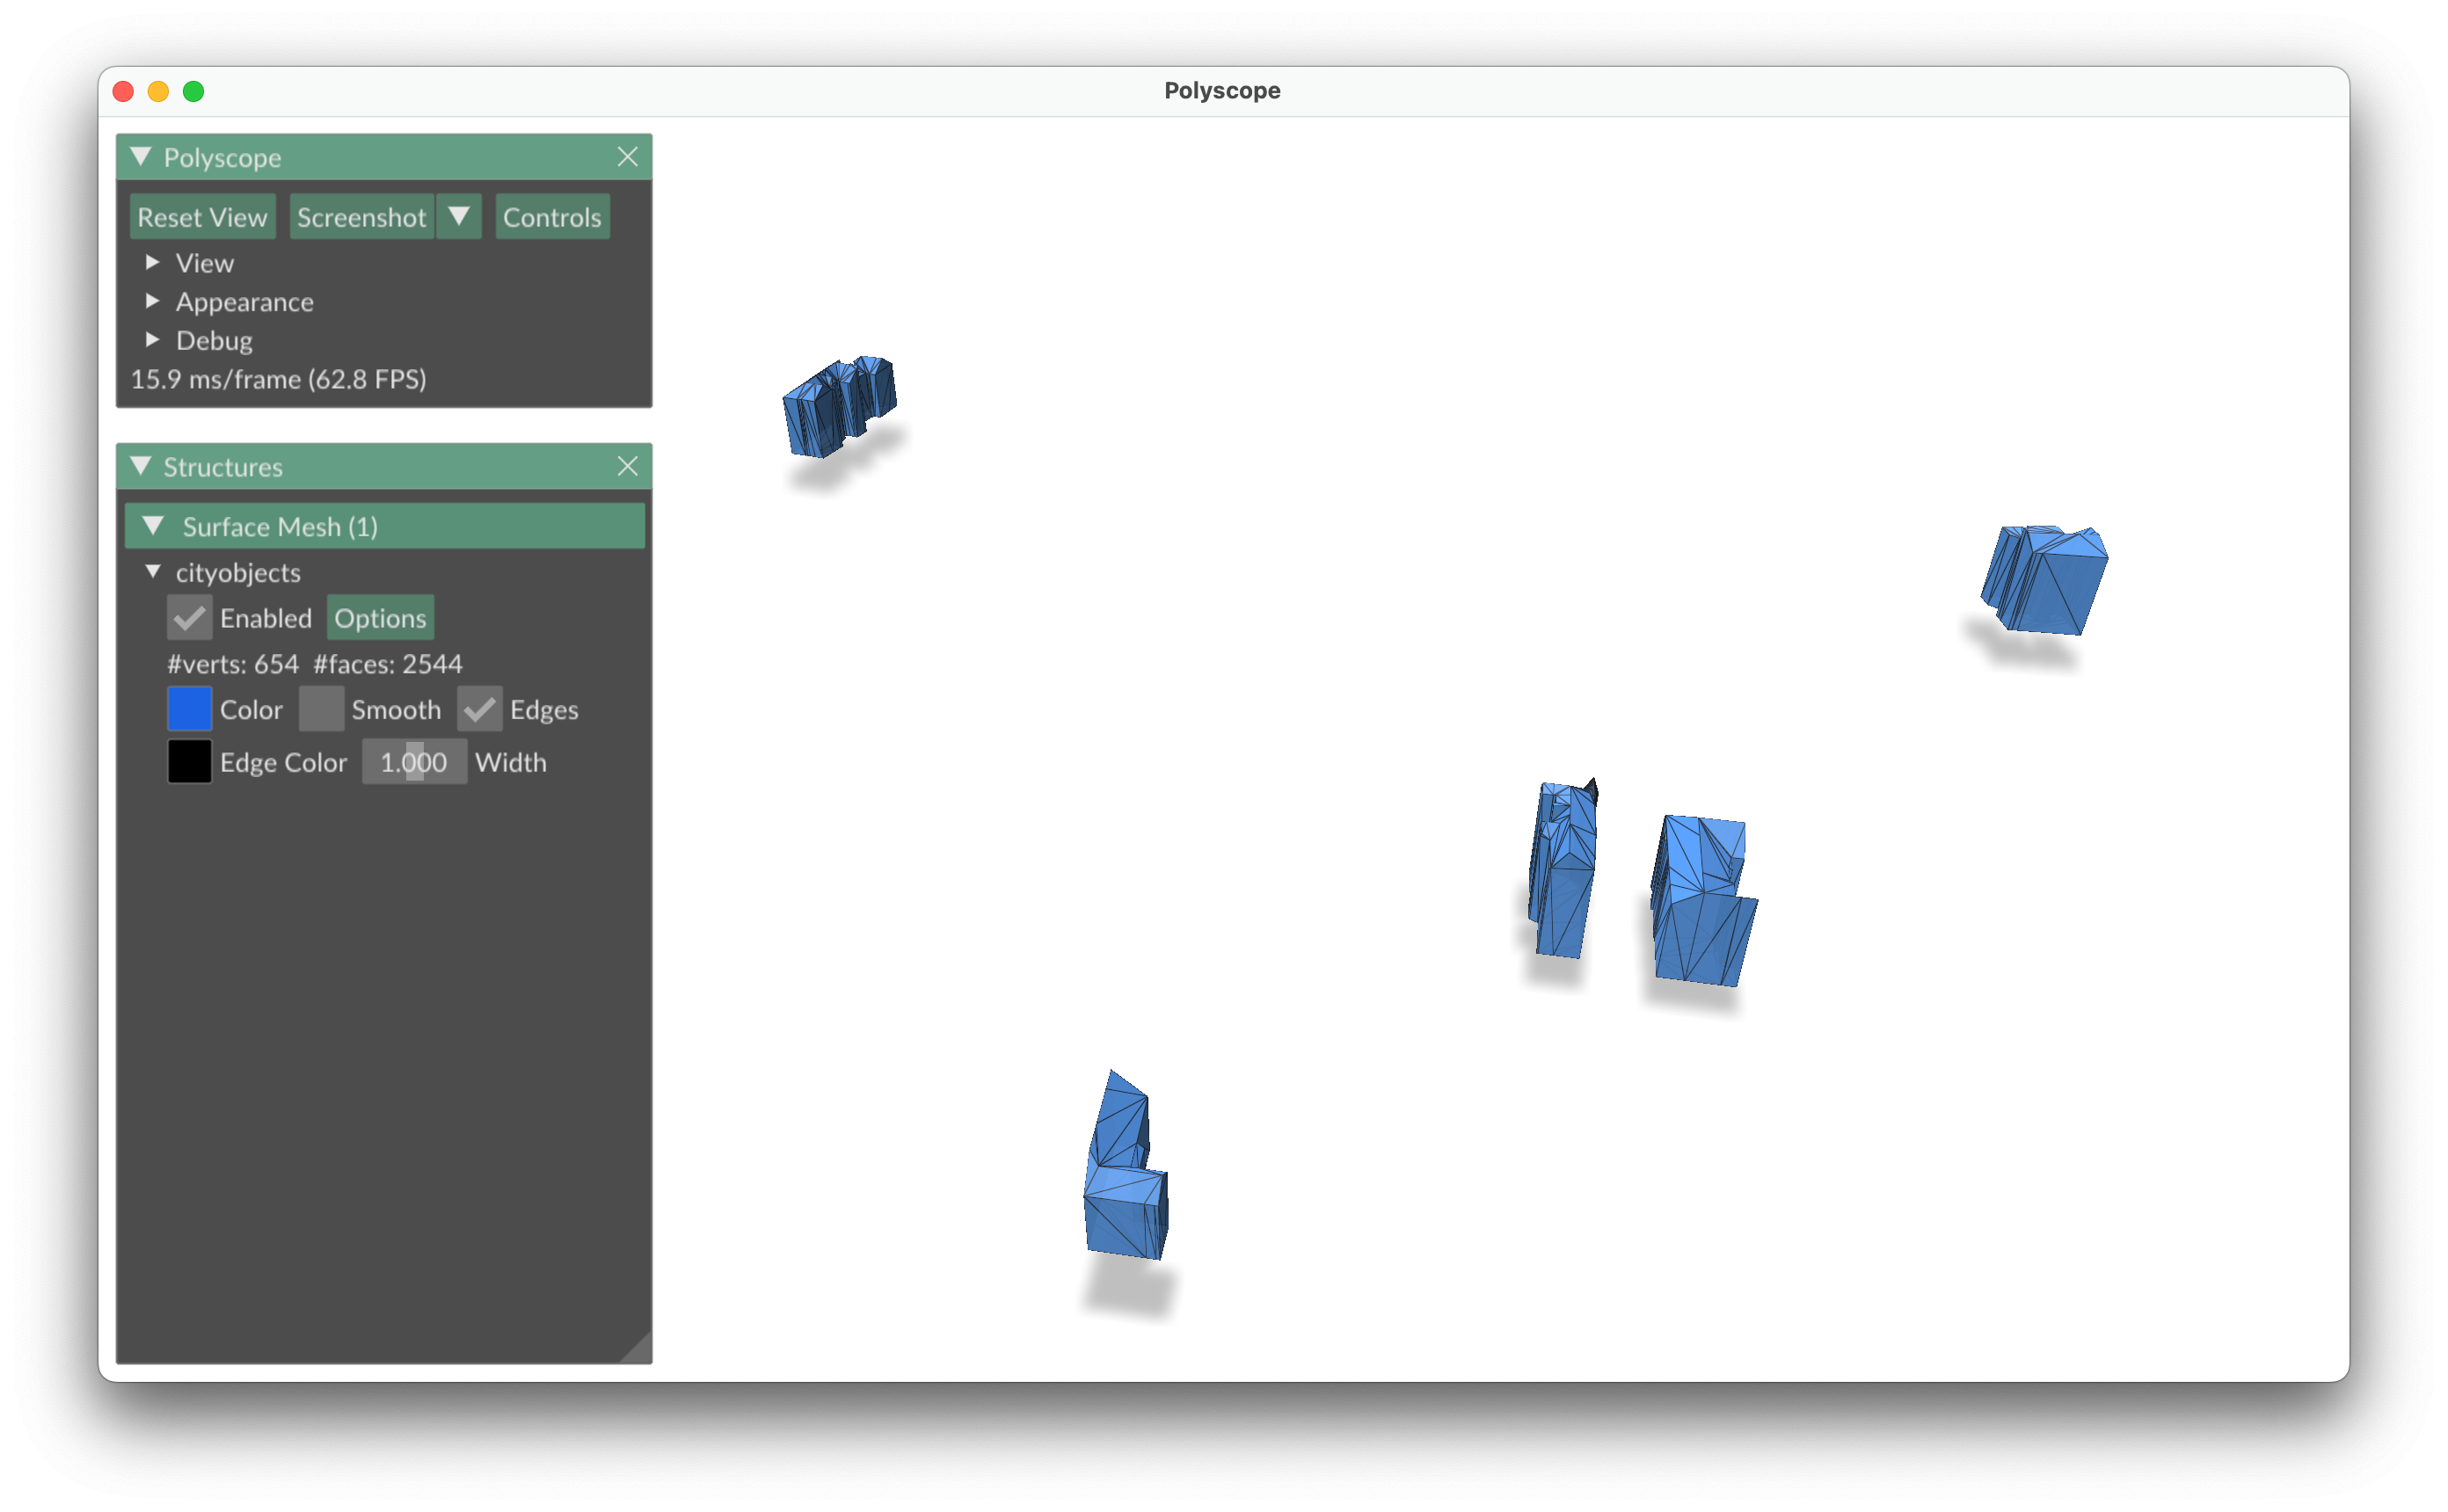 Polyscope
Polyscope
Reset View Screenshot Controls
View
Appearance
Debug
15.9 ms/frame (62.8 FPS)
Structures
Surface Mesh (1)
cityobjects
Enabled Options
#verts: 654 #faces: 2544
Color Smooth Edges
Edge Color 1.000 Width